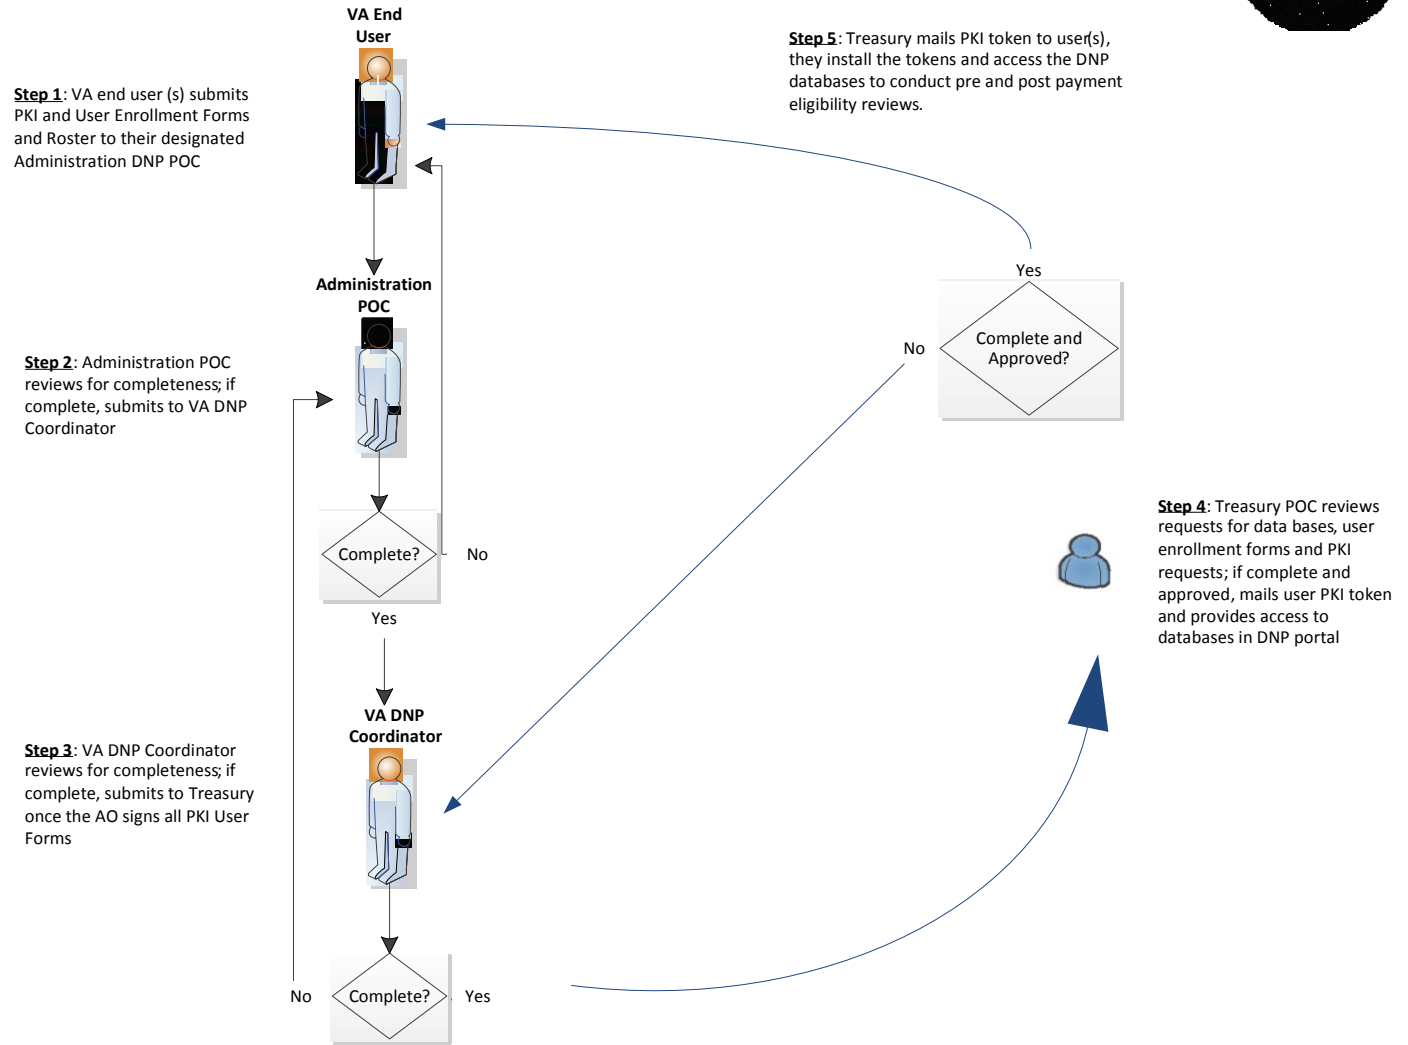 VA End
User
Step 1: VA end user (s) submits
PKI and User Enrollment Forms
and Roster to their designated
Administration DNP POC
Step 5: Treasury mails PKI token to user(s),
they install the tokens and access the DNP
databases to conduct pre and post payment
eligibility reviews.
Administration
POC
Step 2: Administration POC
reviews for completeness; if
complete, submits to VA DNP
Coordinator
Yes
Complete and
Approved?
No
Complete?
No
Yes
Step 4: Treasury POC reviews
requests for data bases, user
enrollment forms and PKI
requests; if complete and
approved, mails user PKI token
and provides access to
databases in DNP portal
VA DNP
Coordinator
Step 3: VA DNP Coordinator
reviews for completeness; if
complete, submits to Treasury
once the AO signs all PKI User
Forms
No
Complete?
Yes